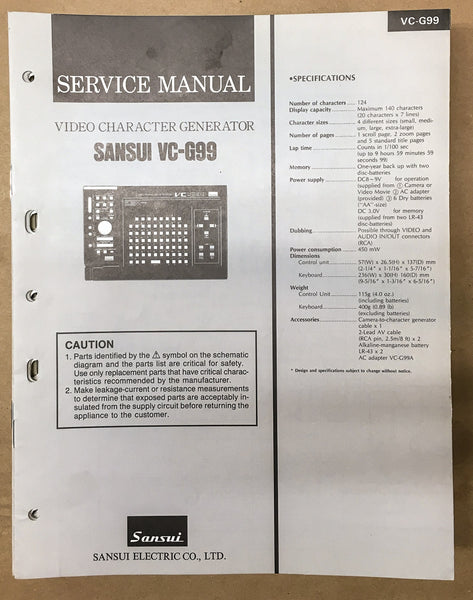 VC-G99
SERVICE MANUAL
VIDEO CHARACTER GENERATOR
SANSUI VC-G99
VC
CAUTION
1. Parts identified by the ⚠ symbol on the schematic
diagram and the parts list are critical for safety.
Use only replacement parts that have critical charac-
teristics recommended by the manufacturer.
2. Make leakage-current or resistance measurements
to determine that exposed parts are acceptably in-
sulated from the supply circuit before returning the
appliance to the customer.
Sansui
SANSUI ELECTRIC CO., LTD.
•SPECIFICATIONS
Number of characters ..... 124
Display capacity ..... Maximum 140 characters
(20 characters x 7 lines)
Character sizes ..... 4 different sizes (small, med-
ium, large, extra-large)
Number of pages ..... 1 scroll page, 2 zoom pages
and 5 standard title pages
Lap time ..... Counts in 1/100 sec
(up to 9 hours 59 minutes 59
seconds 99)
Memory ..... One-year back up with two
disc-batteries
Power supply ..... DC8~9V for operation
(supplied from ① Camera or
Video Movie ② AC adapter
(provided) ③ 6 Dry batteries
("AA"-size)
DC 3.0V for memory
(supplied from two LR-43
disc-batteries)
Dubbing ..... Possible through VIDEO and
AUDIO IN/OUT connectors
(RCA)
Power consumption ..... 450 mW
Dimensions
Control unit ..... 57(W) x 26.5(H) x 137(D) mm
(2-1/4" x 1-1/16" x 5-7/16")
Keyboard ..... 236(W) x 30(H) 160(D) mm
(9-5/16" x 1-3/16" x 6-5/16")
Weight
Control Unit ..... 115g (4.0 oz.)
(including batteries)
Keyboard ..... 400g (0.89 lb)
(excluding batteries)
Accessories ..... Camera-to-character generator
cable x 1
2-Lead AV cable
(RCA pin, 2.5m/8 ft) x 2
Alkaline-manganese battery
LR-43 x 2
AC adapter VC-G99A
* Design and specifications subject to change without notice.